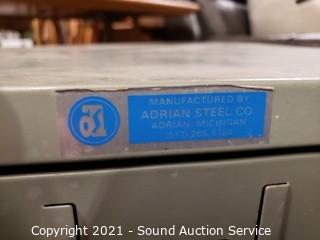 MANUFACTURED BY
ADRIAN STEEL CO
ADRIAN, MICHIGAN
Copyright 2021 - Sound Auction Service